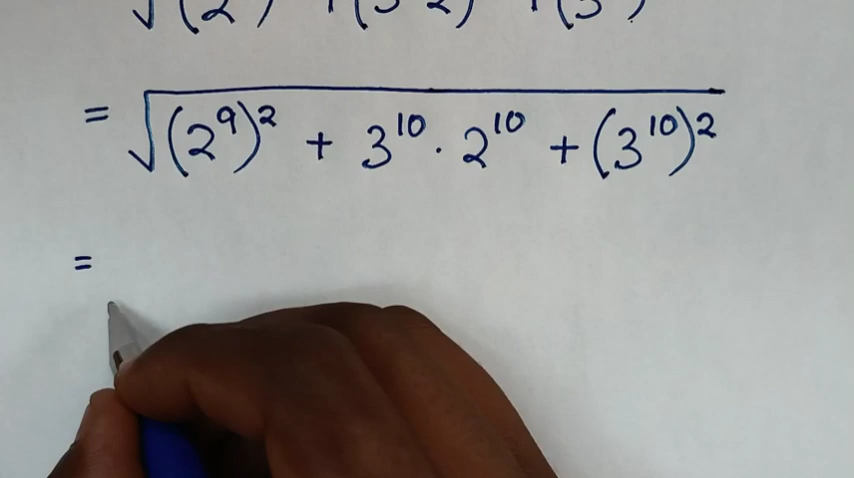 = √((2⁹)² + 3¹⁰ · 2¹⁰ + (3¹⁰)²)
=